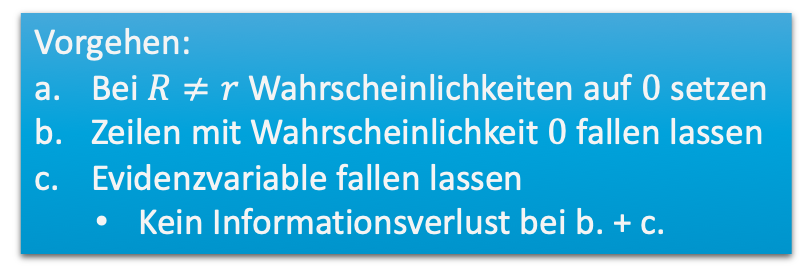 Vorgehen:
a. Bei R ≠ r Wahrscheinlichkeiten auf 0 setzen
b. Zeilen mit Wahrscheinlichkeit 0 fallen lassen
c. Evidenzvariable fallen lassen
• Kein Informationsverlust bei b. + c.